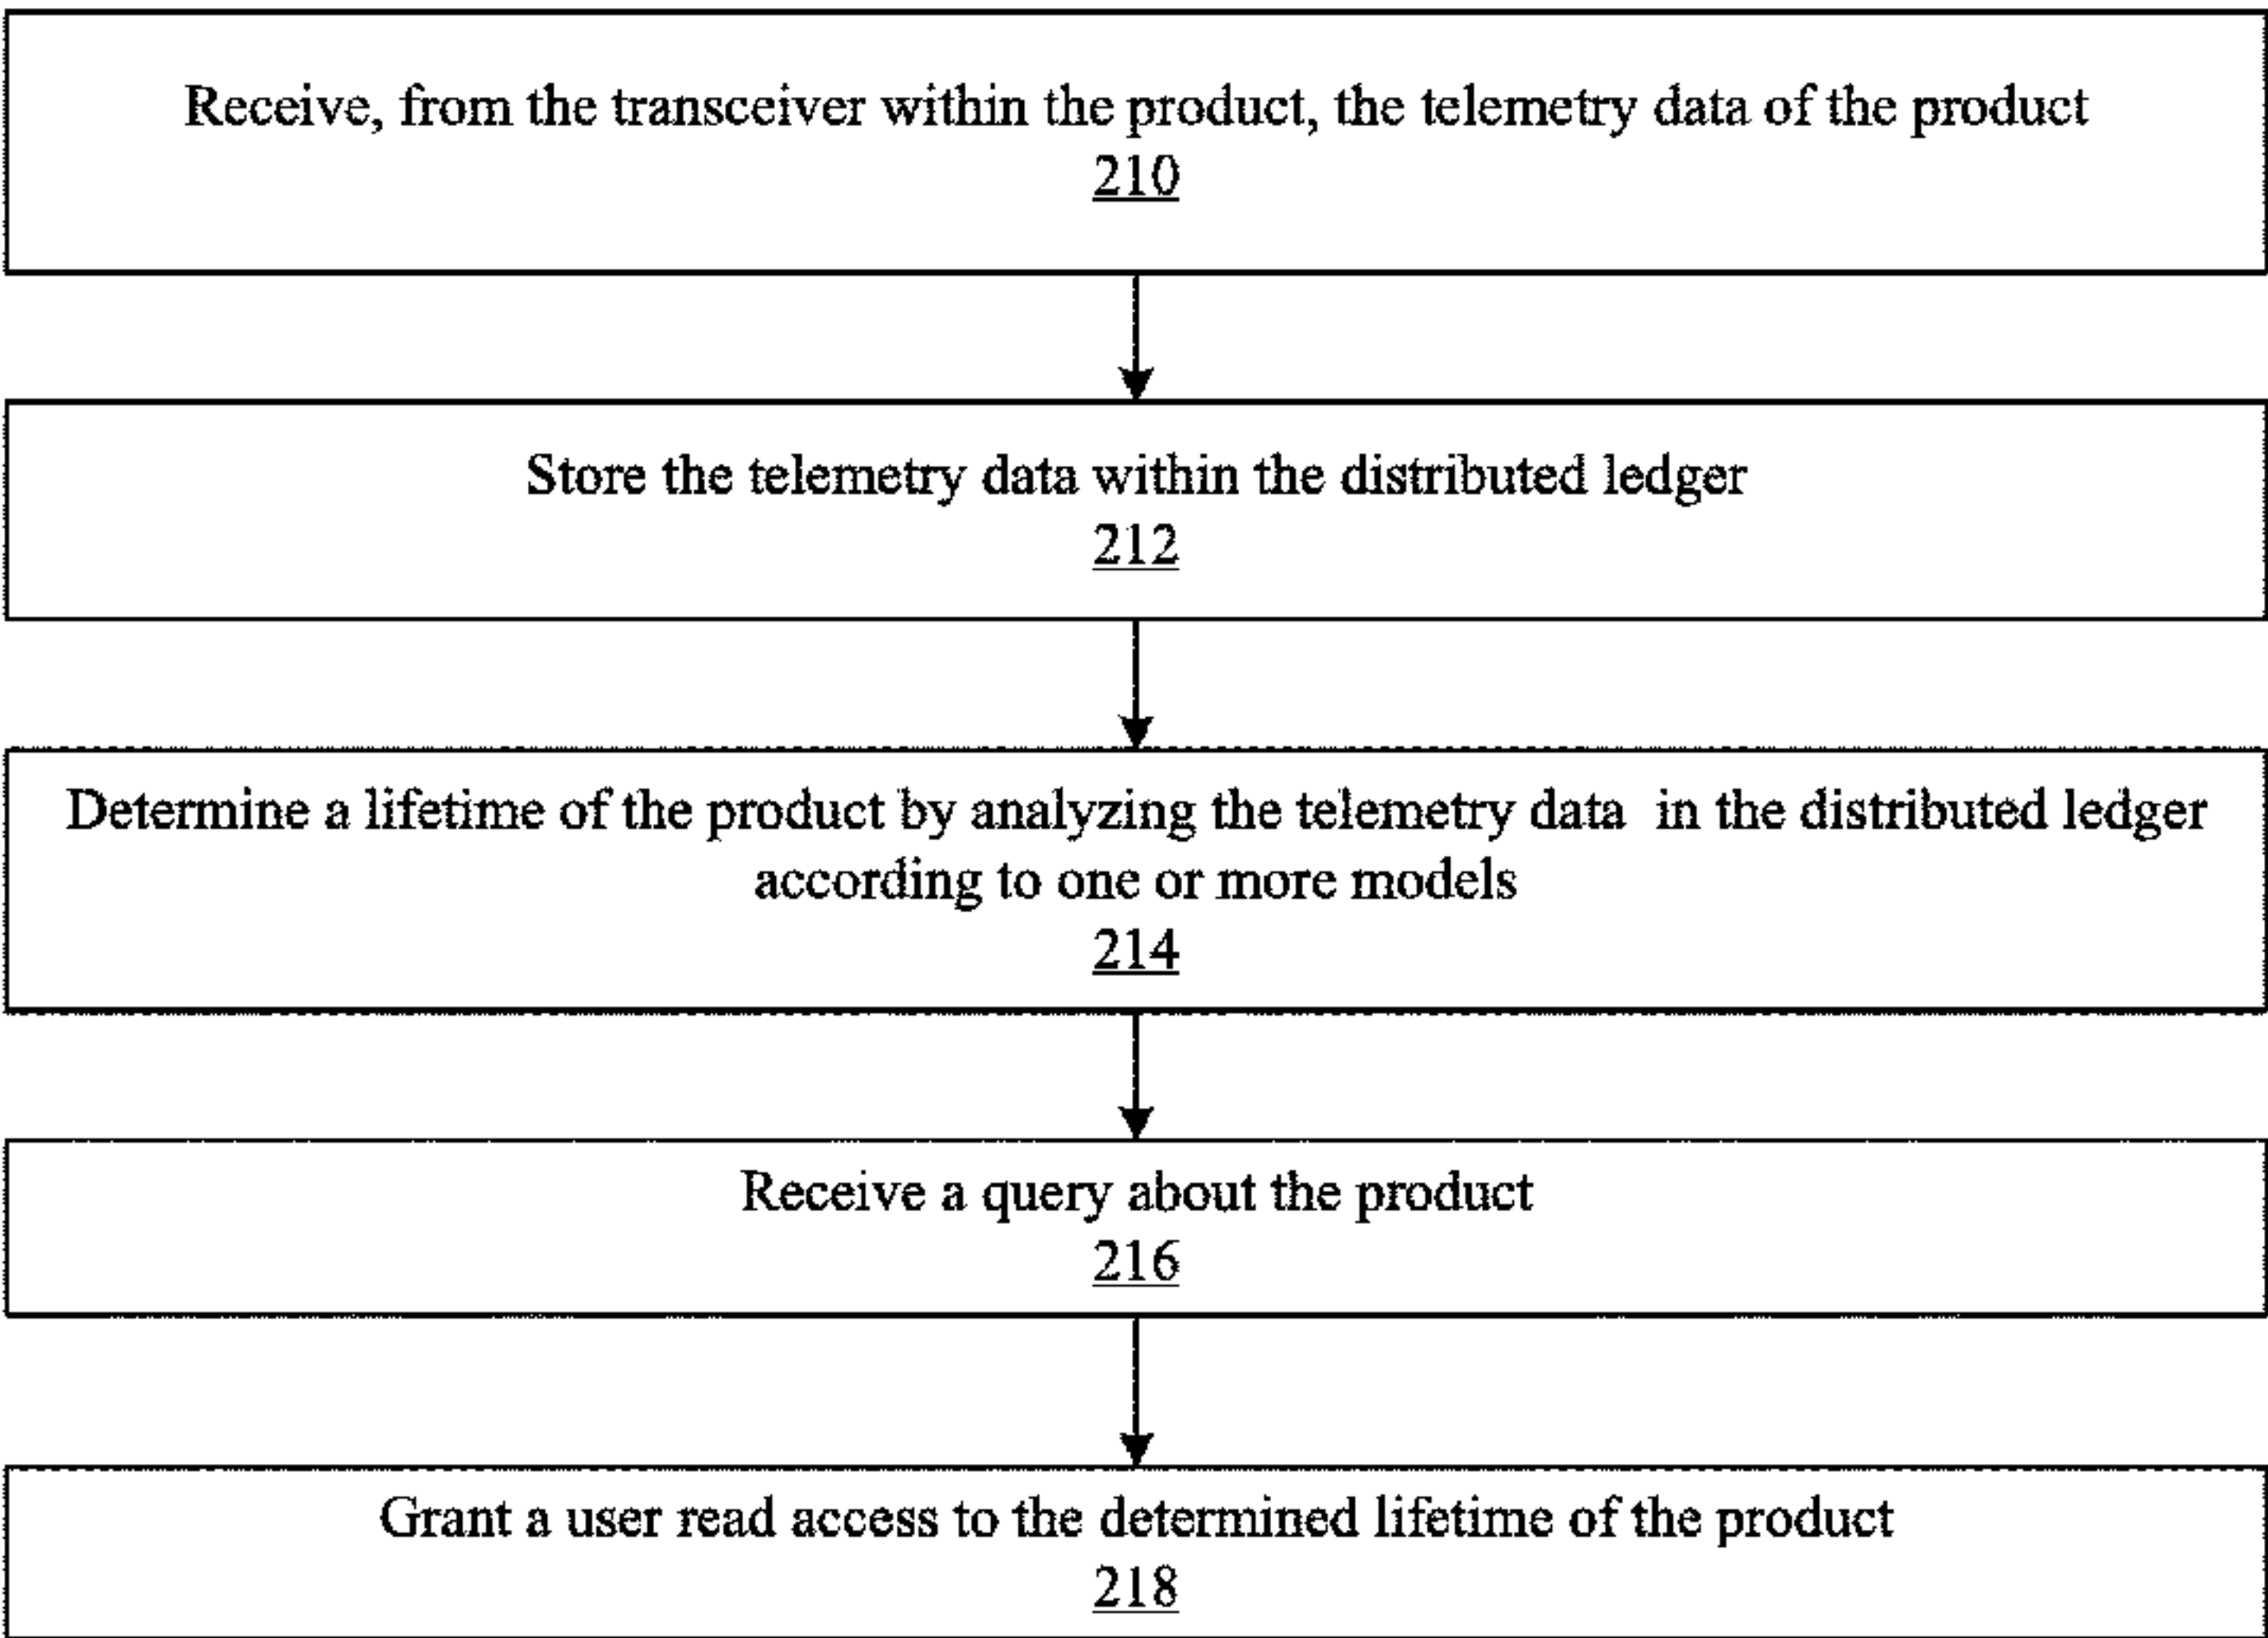 Receive, from the transceiver within the product, the telemetry data of the product
210
Store the telemetry data within the distributed ledger
212
Determine a lifetime of the product by analyzing the telemetry data in the distributed ledger
according to one or more models
214
Receive a query about the product
216
Grant a user read access to the determined lifetime of the product
218